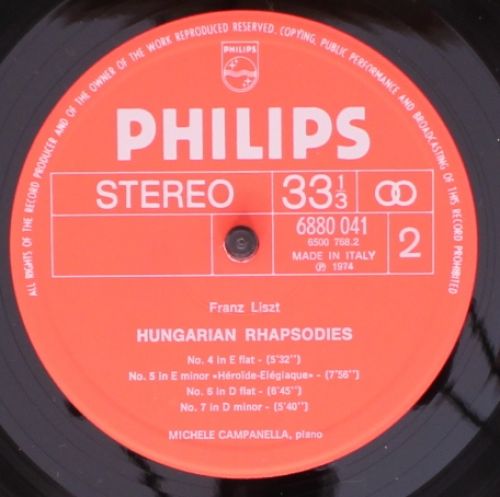 ALL RIGHTS OF THE RECORD PRODUCER AND OF THE OWNER OF THE WORK REPRODUCED RESERVED. COPYING, PUBLIC PERFORMANCE AND BROADCASTING OF THIS RECORD PROHIBITED
PHILIPS
PHILIPS
STEREO 33 1/3
6880 041
6500 768.2
MADE IN ITALY
℗ 1974
2
Franz Liszt
HUNGARIAN RHAPSODIES
No. 4 in E flat - (5'32'')
No. 5 in E minor «Héroïde-Elégiaque» - (7'56'')
No. 6 in D flat - (6'45'')
No. 7 in D minor - (5'40'')
MICHELE CAMPANELLA, piano